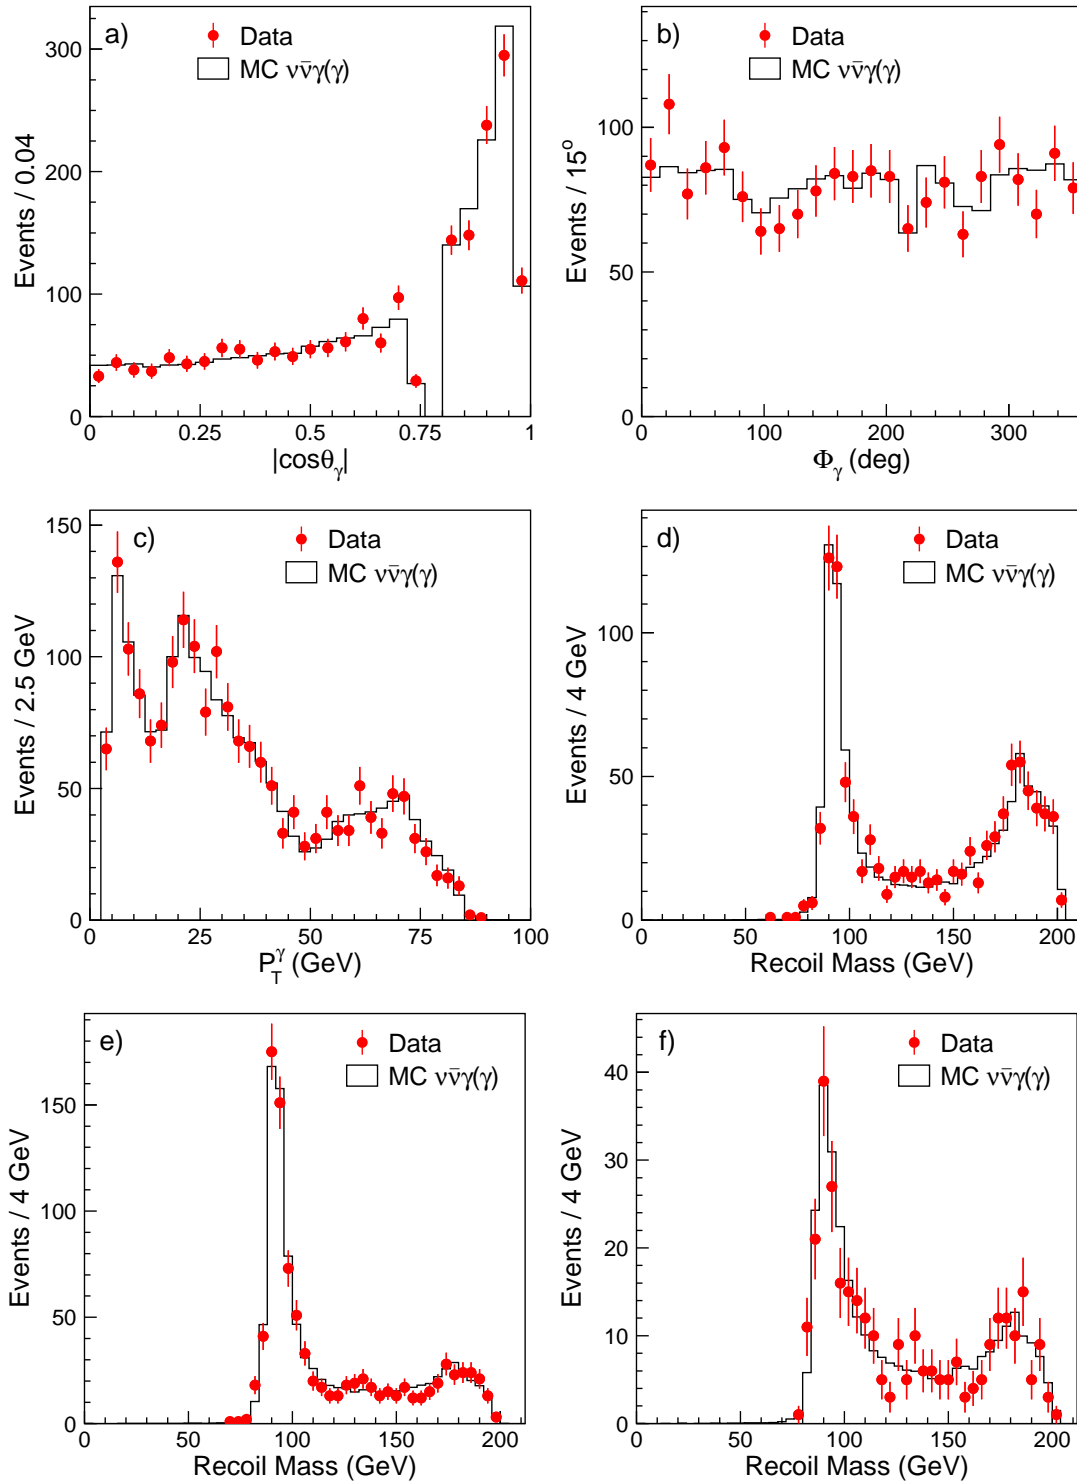 a)
Data
MC νν̄γ(γ)
Events / 0.04
300
200
100
0
0 0.25 0.5 0.75 1
|cosθγ|
b)
Data
MC νν̄γ(γ)
Events / 15°
100
50
0
0 100 200 300
Φγ (deg)
c)
Data
MC νν̄γ(γ)
Events / 2.5 GeV
150
100
50
0
0 25 50 75 100
P_T^γ (GeV)
d)
Data
MC νν̄γ(γ)
Events / 4 GeV
100
50
0
0 50 100 150 200
Recoil Mass (GeV)
e)
Data
MC νν̄γ(γ)
Events / 4 GeV
150
100
50
0
0 50 100 150 200
Recoil Mass (GeV)
f)
Data
MC νν̄γ(γ)
Events / 4 GeV
40
30
20
10
0
0 50 100 150 200
Recoil Mass (GeV)